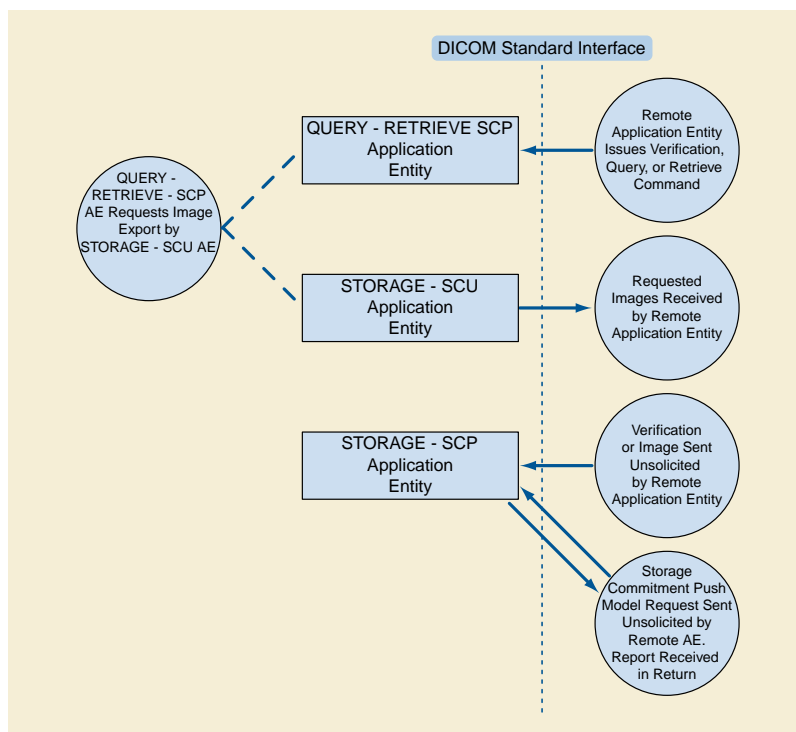 DICOM Standard Interface
QUERY - RETRIEVE SCP
Application
Entity
Remote
Application Entity
Issues Verification,
Query, or Retrieve
Command
QUERY -
RETRIEVE - SCP
AE Requests Image
Export by
STORAGE - SCU AE
STORAGE - SCU
Application
Entity
Requested
Images Received
by Remote
Application Entity
STORAGE - SCP
Application
Entity
Verification
or Image Sent
Unsolicited
by Remote
Application Entity
Storage
Commitment Push
Model Request Sent
Unsolicited by
Remote AE.
Report Received
in Return